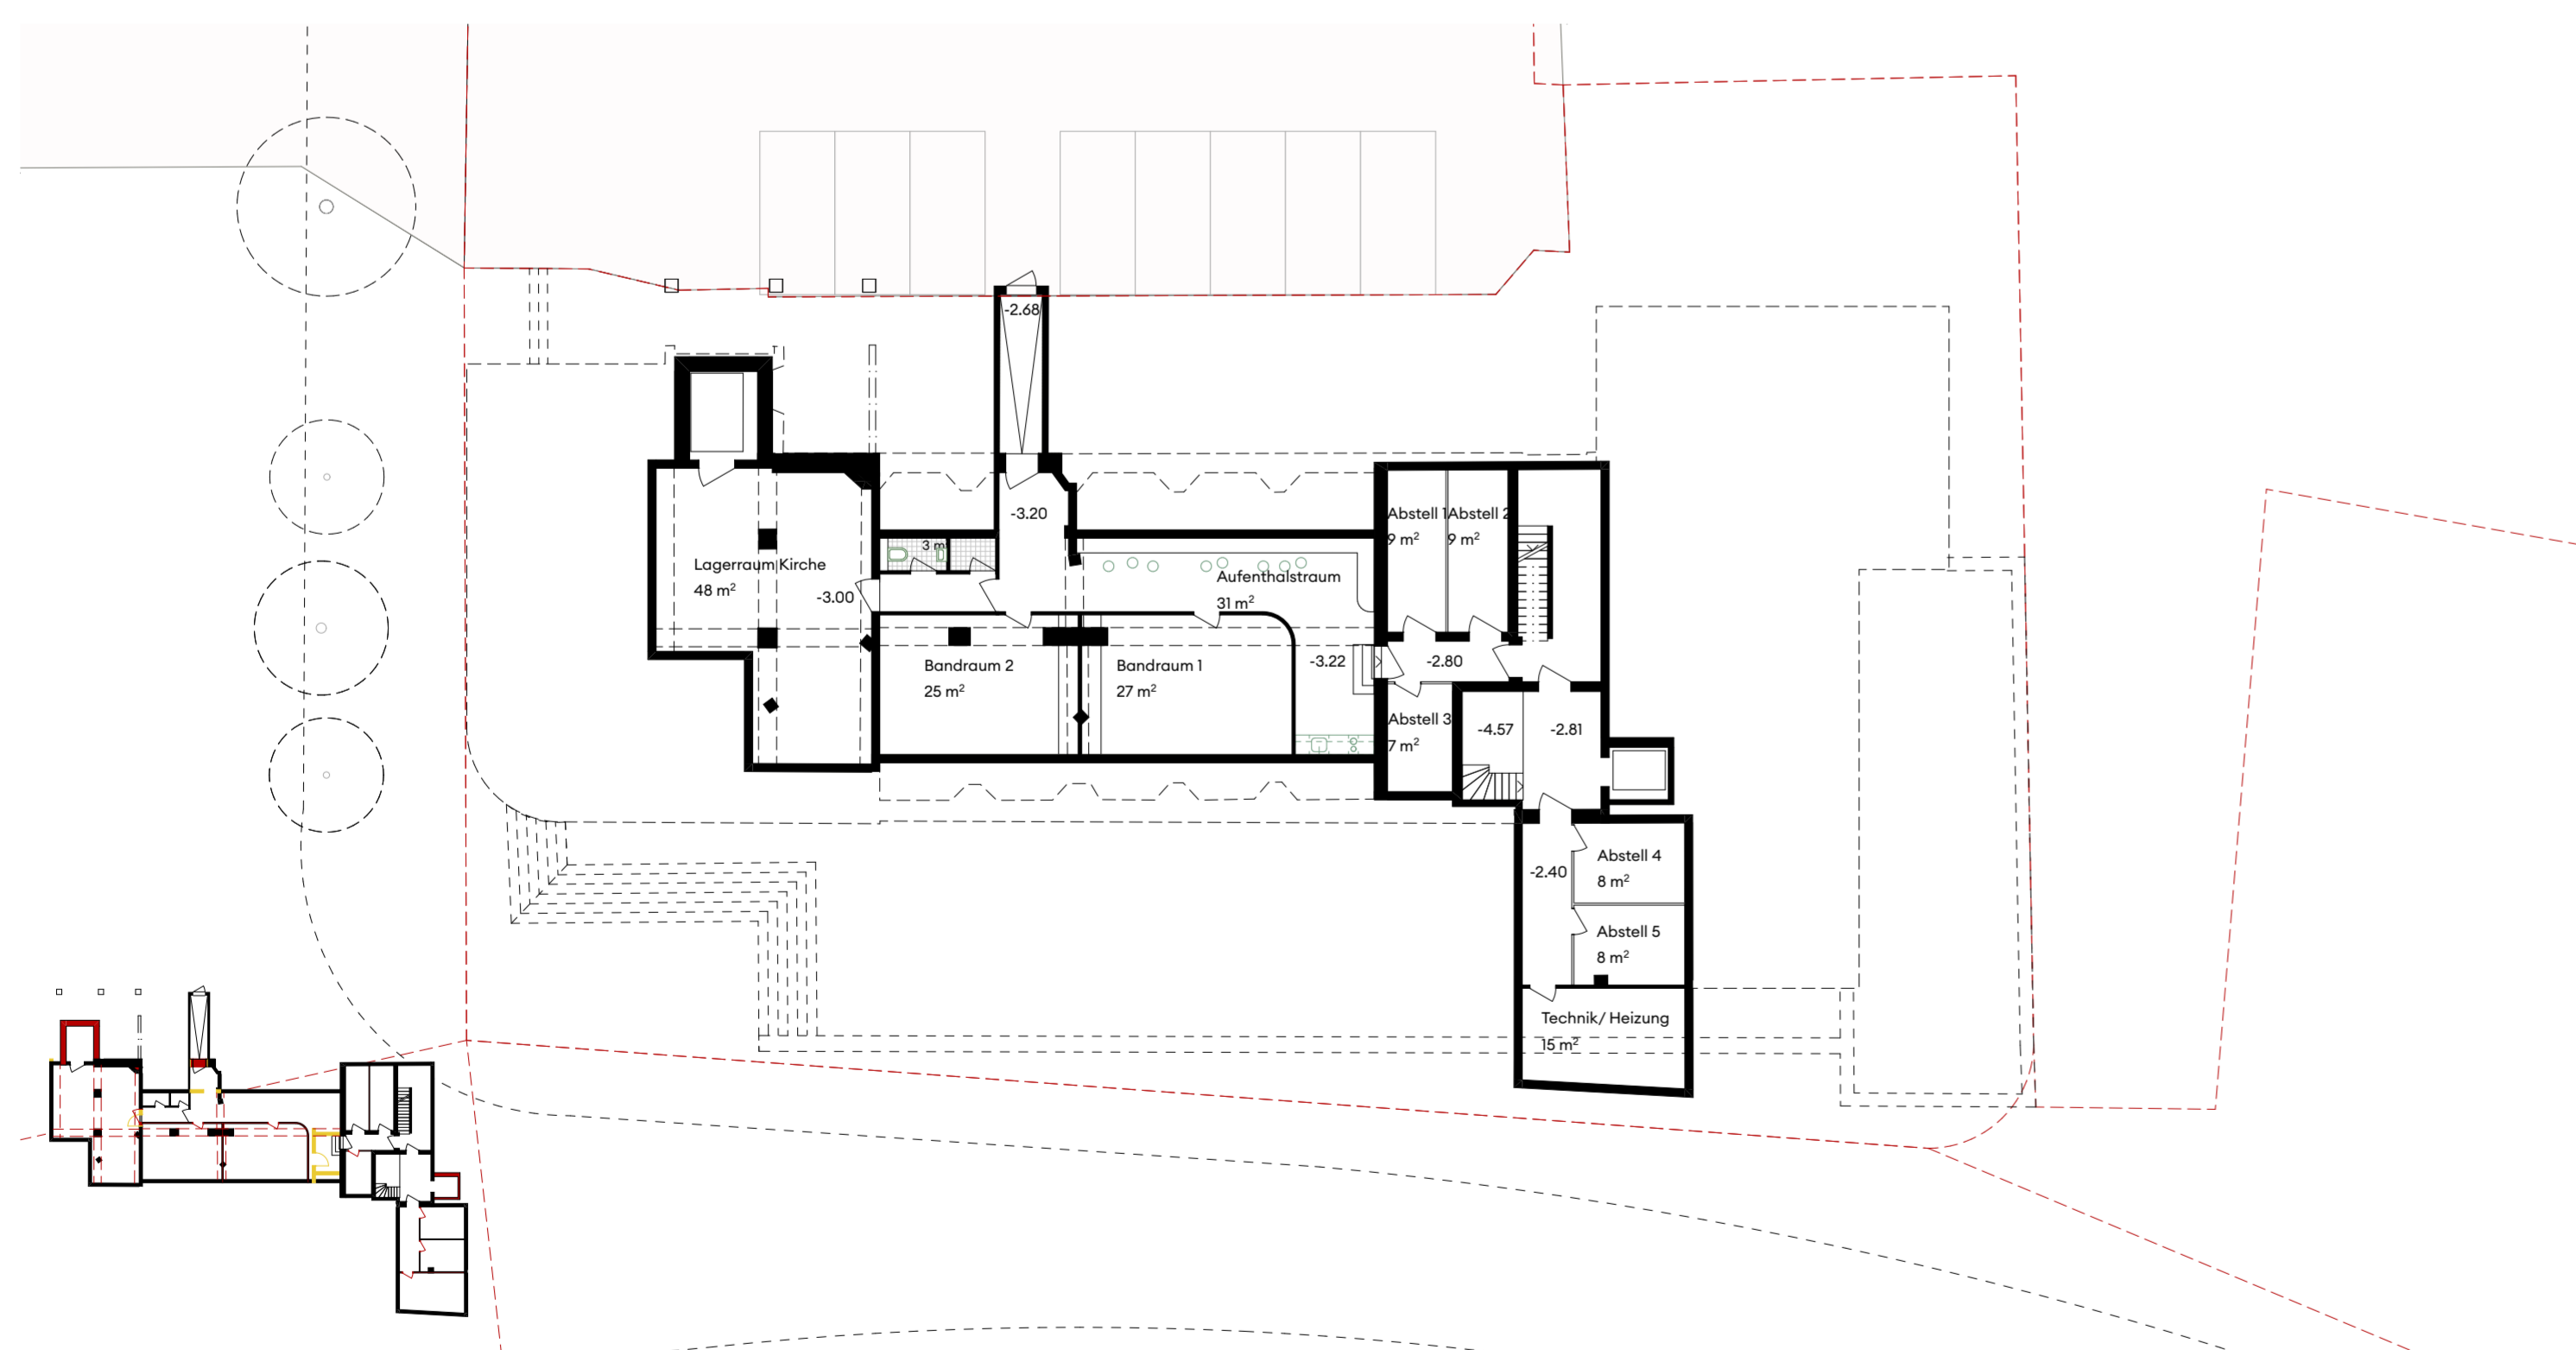 -2.68
-3.20
Lagerraum Kirche
48 m²
-3.00
3 m²
Aufenthalstraum
31 m²
Abstell 1
9 m²
Abstell 2
9 m²
Bandraum 2
25 m²
Bandraum 1
27 m²
-3.22
-2.80
Abstell 3
7 m²
-4.57
-2.81
-2.40
Abstell 4
8 m²
Abstell 5
8 m²
Technik/ Heizung
15 m²